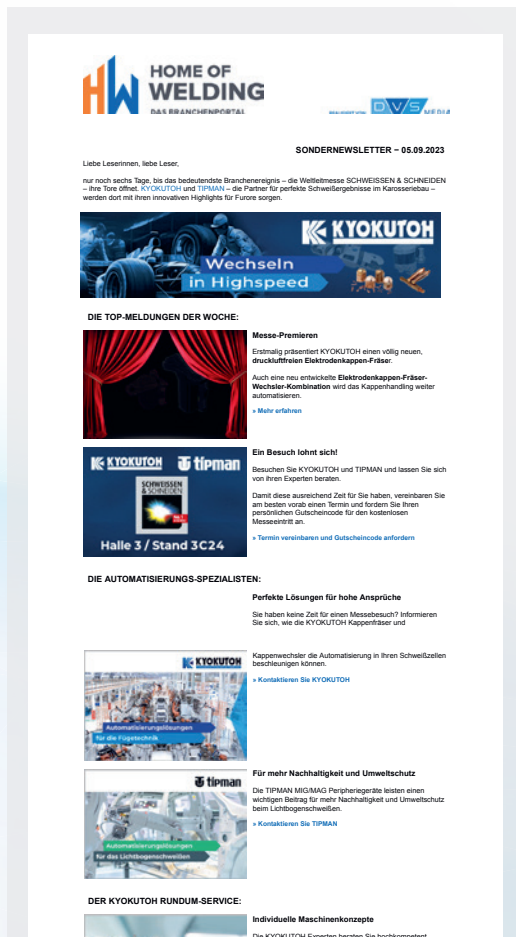 HOME OF
WELDING
DAS BRANCHENPORTAL
DVS MEDIA
SONDERNEWSLETTER – 05.09.2023
Liebe Leserinnen, liebe Leser,
nur noch sechs Tage, bis das bedeutendste Branchenereignis – die Weltleitmesse SCHWEISSEN & SCHNEIDEN
– ihre Tore öffnet. KYOKUTOH und TIPMAN – die Partner für perfekte Schweißergebnisse im Karosseriebau –
werden dort mit ihren innovativen Highlights für Furore sorgen.
KYOKUTOH
Wechseln
in Highspeed
DIE TOP-MELDUNGEN DER WOCHE:
Messe-Premieren
Erstmalig präsentiert KYOKUTOH einen völlig neuen,
druckluftfreien Elektrodenkappen-Fräser.
Auch eine neu entwickelte Elektrodenkappen-Fräser-
Wechsler-Kombination wird das Kappenhandling weiter
automatisieren.
» Mehr erfahren
KYOKUTOH tipman
SCHWEISSEN
& SCHNEIDEN
Halle 3 / Stand 3C24
Ein Besuch lohnt sich!
Besuchen Sie KYOKUTOH und TIPMAN und lassen Sie sich
von ihren Experten beraten.
Damit diese ausreichend Zeit für Sie haben, vereinbaren Sie
am besten vorab einen Termin und fordern Sie Ihren
persönlichen Gutscheincode für den kostenlosen
Messeeintritt an.
» Termin vereinbaren und Gutscheincode anfordern
DIE AUTOMATISIERUNGS-SPEZIALISTEN:
Perfekte Lösungen für hohe Ansprüche
Sie haben keine Zeit für einen Messebesuch? Informieren
Sie sich, wie die KYOKUTOH Kappenfräser und
Kappenwechsler die Automatisierung in Ihren Schweißzellen
beschleunigen können.
» Kontaktieren Sie KYOKUTOH
KYOKUTOH
Automatisierungslösungen
für die Fügetechnik
Für mehr Nachhaltigkeit und Umweltschutz
Die TIPMAN MIG/MAG Peripheriegeräte leisten einen
wichtigen Beitrag für mehr Nachhaltigkeit und Umweltschutz
beim Lichtbogenschweißen.
» Kontaktieren Sie TIPMAN
tipman
Automatisierungslösungen
für das Lichtbogenschweißen
DER KYOKUTOH RUNDUM-SERVICE:
Individuelle Maschinenkonzepte
Die KYOKUTOH Experten beraten Sie hochkompetent